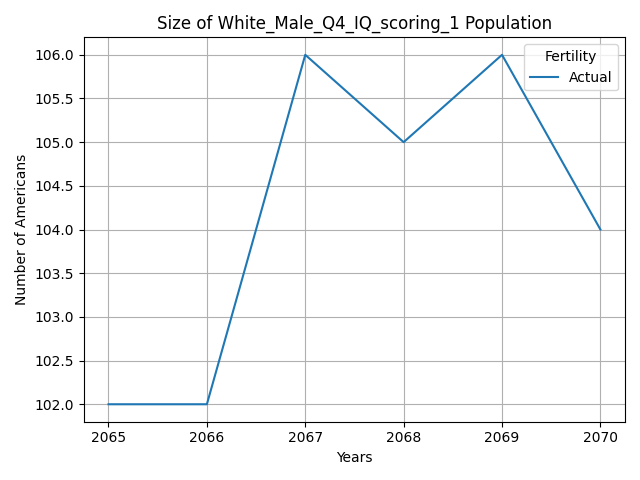 Size of White_Male_Q4_IQ_scoring_1 Population
Fertility
Actual
106.0
105.5
105.0
104.5
104.0
103.5
103.0
102.5
102.0
Number of Americans
2065 2066 2067 2068 2069 2070
Years